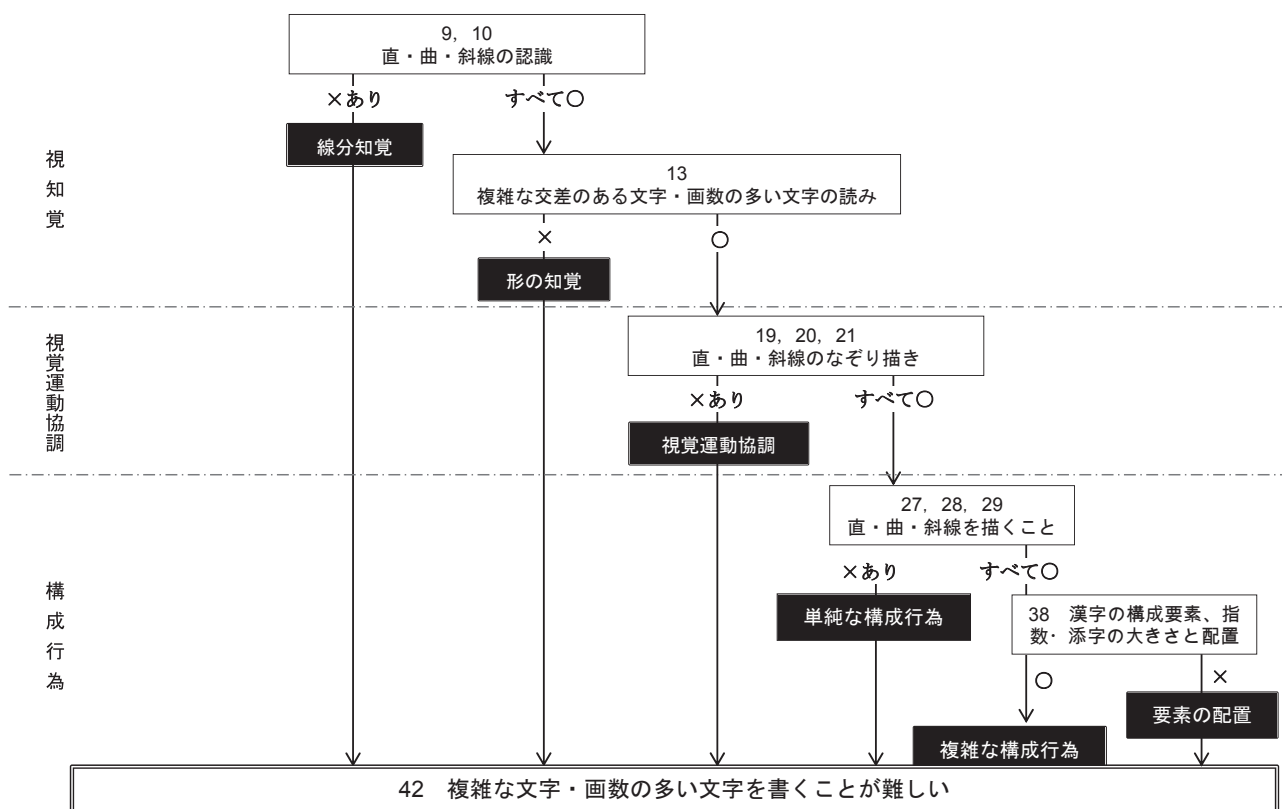 9，10
直・曲・斜線の認識
×あり
すべて○
線分知覚
視知覚
13
複雑な交差のある文字・画数の多い文字の読み
×
○
形の知覚
視覚運動協調
19，20，21
直・曲・斜線のなぞり描き
×あり
すべて○
視覚運動協調
構成行為
27，28，29
直・曲・斜線を描くこと
×あり
すべて○
単純な構成行為
38　漢字の構成要素、指
数・添字の大きさと配置
○
×
要素の配置
複雑な構成行為
42　複雑な文字・画数の多い文字を書くことが難しい